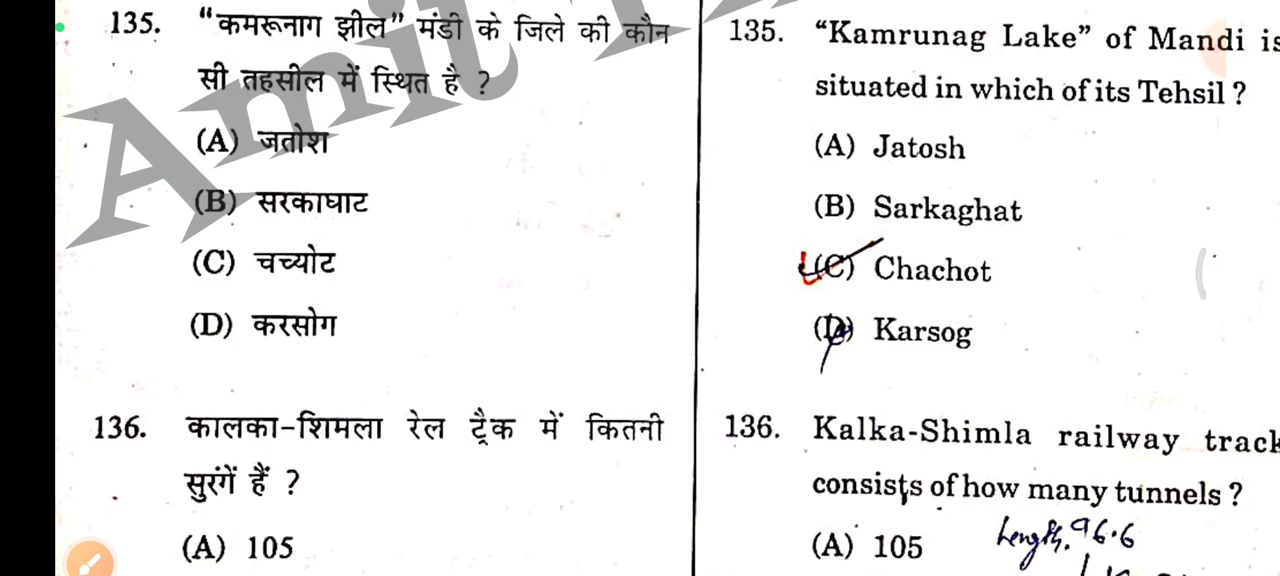 135. "कमरूनाग झील" मंडी के जिले की कौन
सी तहसील में स्थित है ?
(A) जतोश
(B) सरकाघाट
(C) चच्योट
(D) करसोग
136. कालका-शिमला रेल ट्रैक में कितनी
सुरंगें हैं ?
(A) 105
135. “Kamrunag Lake” of Mandi is
situated in which of its Tehsil ?
(A) Jatosh
(B) Sarkaghat
(C) Chachot
(D) Karsog
136. Kalka-Shimla railway track
consists of how many tunnels ?
(A) 105
Length. 96.6
Amit